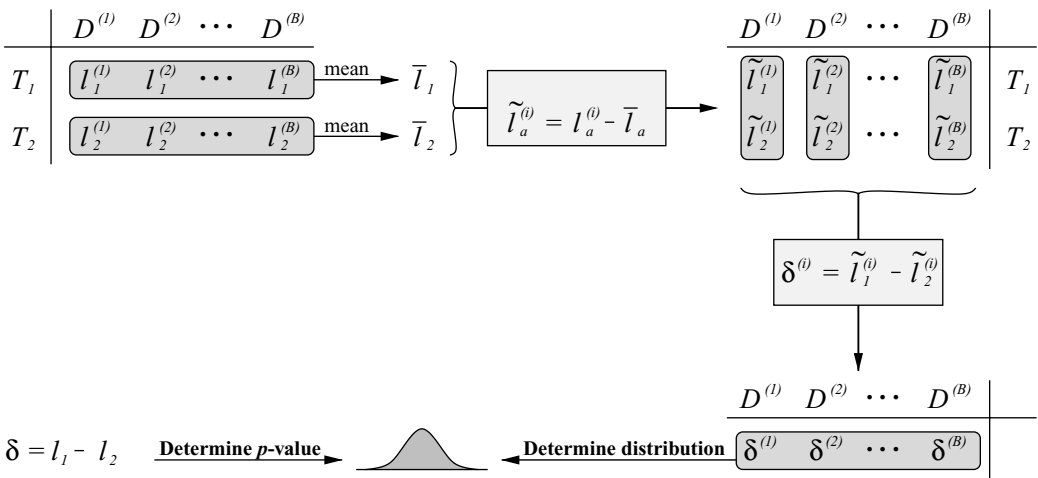 D^(1) D^(2) ··· D^(B)
T_1 l_1^(1) l_1^(2) ··· l_1^(B) mean l̅_1
T_2 l_2^(1) l_2^(2) ··· l_2^(B) mean l̅_2
l̃_a^(i) = l_a^(i) - l̅_a
D^(1) D^(2) ··· D^(B)
l̃_1^(1) l̃_1^(2) ··· l̃_1^(B) T_1
l̃_2^(1) l̃_2^(2) ··· l̃_2^(B) T_2
δ^(i) = l̃_1^(i) - l̃_2^(i)
D^(1) D^(2) ··· D^(B)
δ^(1) δ^(2) ··· δ^(B)
Determine distribution
Determine p-value
δ = l_1 - l_2